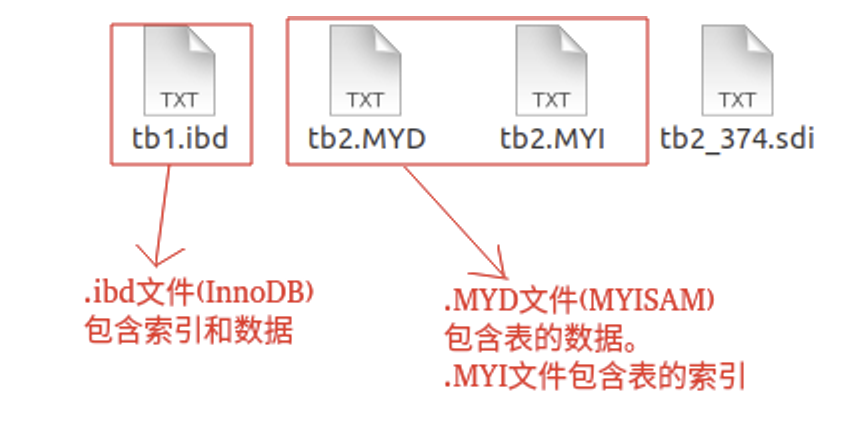 TXT TXT TXT TXT
tb1.ibd tb2.MYD tb2.MYI tb2_374.sdi
.ibd文件(InnoDB)
包含索引和数据
.MYD文件(MYISAM)
包含表的数据。
.MYI文件包含表的索引